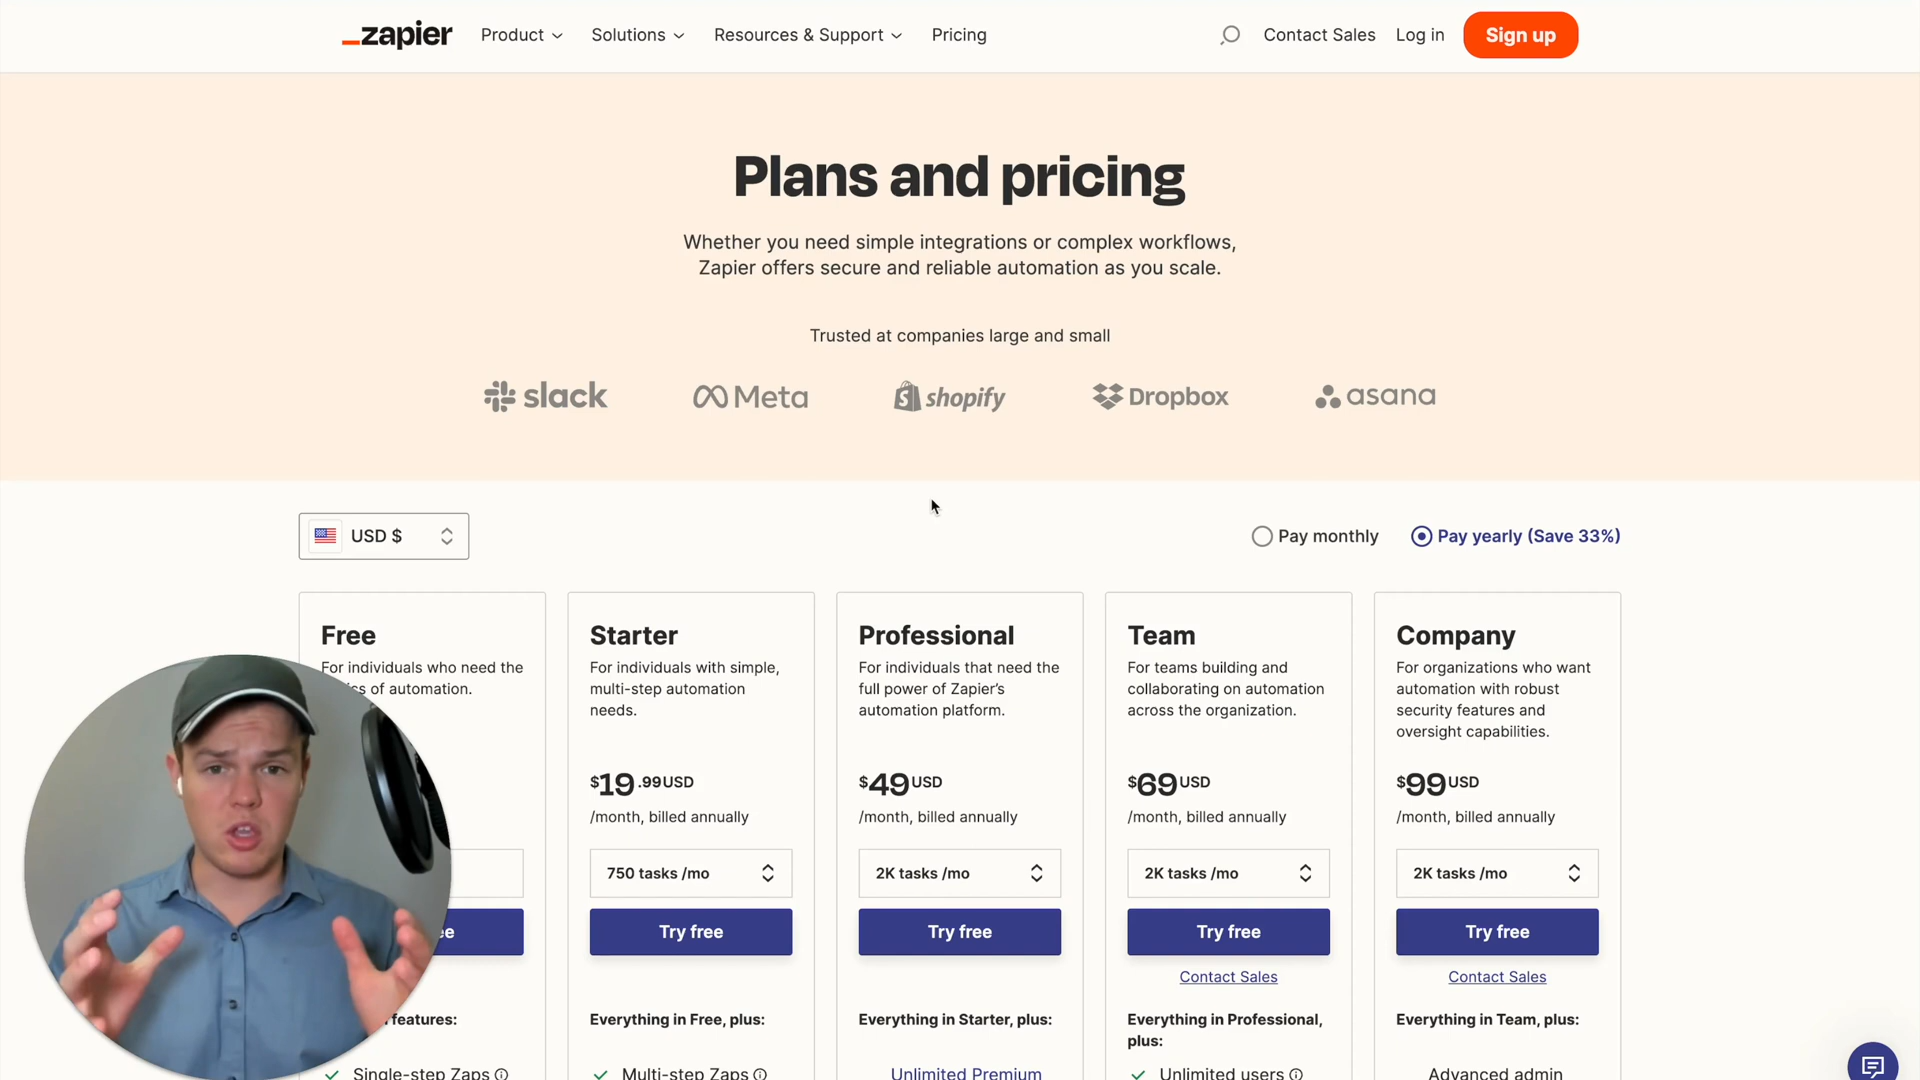 zapier
Product
Solutions
Resources & Support
Pricing
Contact Sales
Log in
Sign up
Plans and pricing
Whether you need simple integrations or complex workflows,
Zapier offers secure and reliable automation as you scale.
Trusted at companies large and small
slack
Meta
shopify
Dropbox
asana
USD $
Pay monthly
Pay yearly (Save 33%)
Free
For individuals who need the
of automation.
features:
Single-step Zaps
Starter
For individuals with simple,
multi-step automation
needs.
$19.99USD
/month, billed annually
750 tasks /mo
Try free
Everything in Free, plus:
Multi-step Zaps
Professional
For individuals that need the
full power of Zapier’s
automation platform.
$49USD
/month, billed annually
2K tasks /mo
Try free
Everything in Starter, plus:
Unlimited Premium
Team
For teams building and
collaborating on automation
across the organization.
$69USD
/month, billed annually
2K tasks /mo
Try free
Contact Sales
Everything in Professional,
plus:
Unlimited users
Company
For organizations who want
automation with robust
security features and
oversight capabilities.
$99USD
/month, billed annually
2K tasks /mo
Try free
Contact Sales
Everything in Team, plus:
Advanced admin